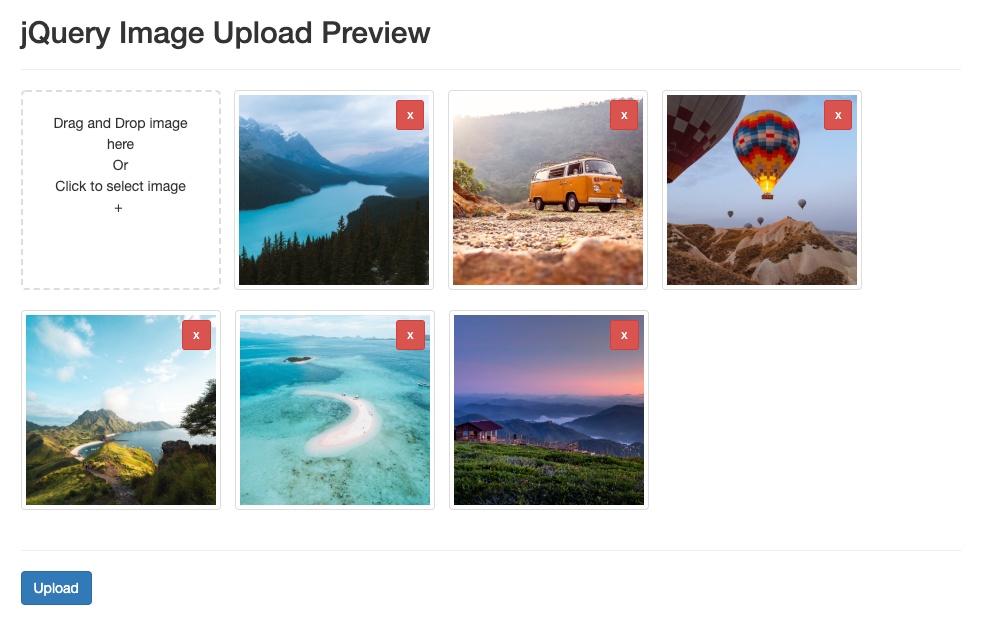 jQuery Image Upload Preview
Drag and Drop image
here
Or
Click to select image
+
x
x
x
x
x
x
Upload